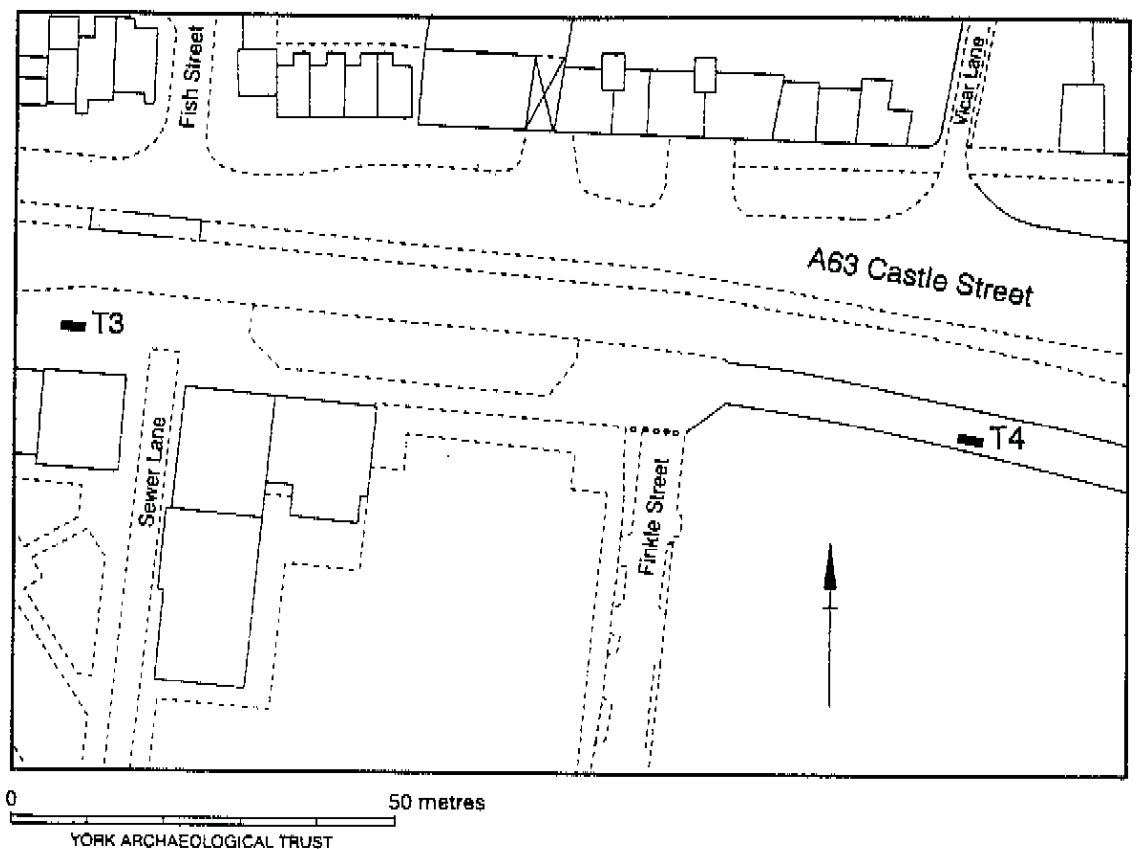 Fish Street
Vicar Lane
A63 Castle Street
T3
T4
Sewer Lane
Finkle Street
0 50 metres
YORK ARCHAEOLOGICAL TRUST